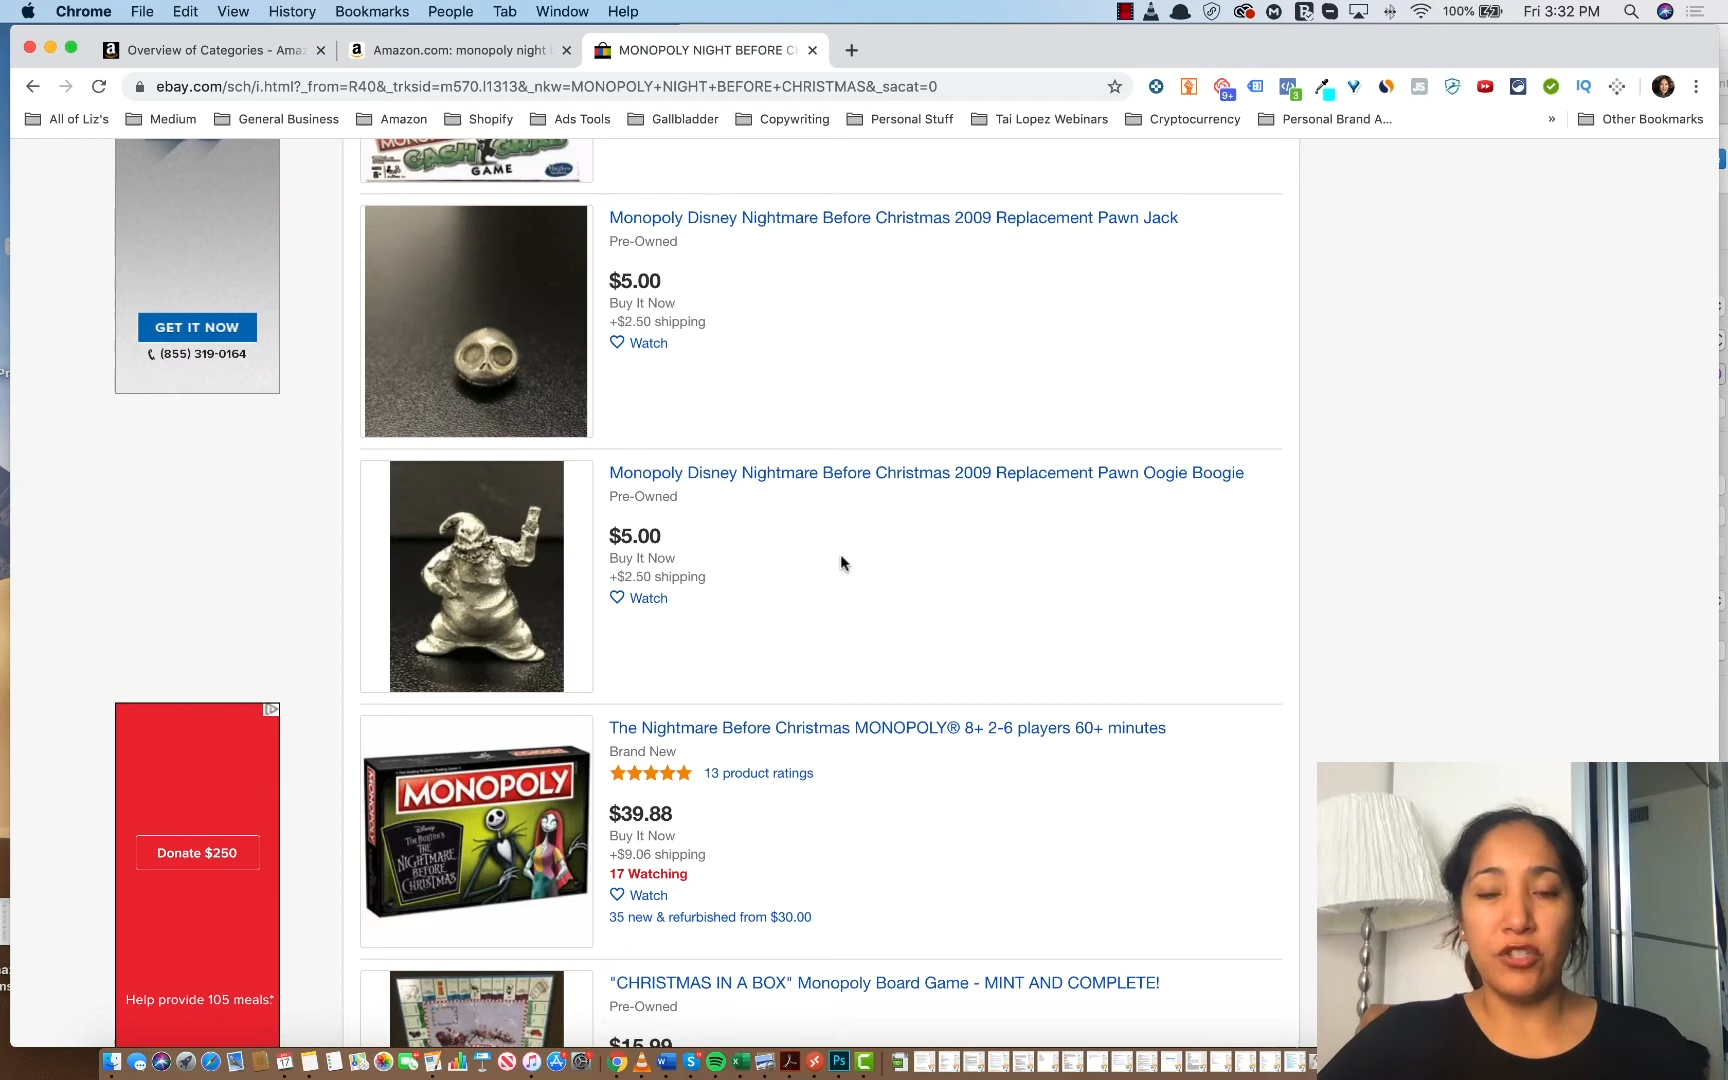 Chrome File Edit View History Bookmarks People Tab Window Help 100% Fri 3:32 PM
Overview of Categories - Amaz Amazon.com: monopoly night MONOPOLY NIGHT BEFORE C
ebay.com/sch/i.html?_from=R40&_trksid=m570.l1313&_nkw=MONOPOLY+NIGHT+BEFORE+CHRISTMAS&_sacat=0
All of Liz's Medium General Business Amazon Shopify Ads Tools Gallbladder Copywriting Personal Stuff Tai Lopez Webinars Cryptocurrency Personal Brand A... » Other Bookmarks
CASH GRAB
GAME
GET IT NOW
(855) 319-0164
Monopoly Disney Nightmare Before Christmas 2009 Replacement Pawn Jack
Pre-Owned
$5.00
Buy It Now
+$2.50 shipping
Watch
Monopoly Disney Nightmare Before Christmas 2009 Replacement Pawn Oogie Boogie
Pre-Owned
$5.00
Buy It Now
+$2.50 shipping
Watch
Donate $250
Help provide 105 meals.*
MONOPOLY
MONOPOLY
Disney
TIM BURTON'S
THE
NIGHTMARE
BEFORE
CHRISTMAS
The Nightmare Before Christmas MONOPOLY® 8+ 2-6 players 60+ minutes
Brand New
13 product ratings
$39.88
Buy It Now
+$9.06 shipping
17 Watching
Watch
35 new & refurbished from $30.00
"CHRISTMAS IN A BOX" Monopoly Board Game - MINT AND COMPLETE!
Pre-Owned
$15.99